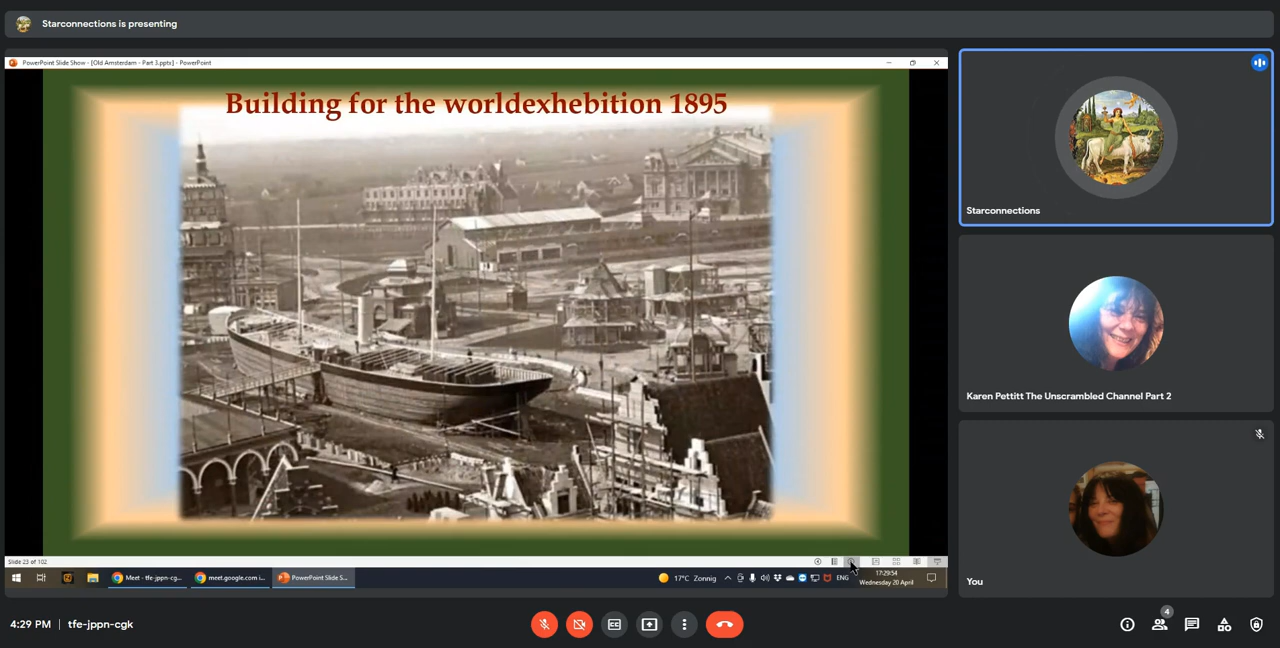 Starconnections is presenting
PowerPoint Slide Show - [Old Amsterdam - Part 3.ppts] - PowerPoint
Building for the worldexhebition 1895
Starconnections
Karen Pettitt The Unscrambled Channel Part 2
You
Slide 23 of 102
Meet - tfe-jppn-cg...
meet.google.com i...
PowerPoint Slide S...
17°C Zonnig
ENG
17:29:54
Wednesday 20 April
4:29 PM | tfe-jppn-cgk
4